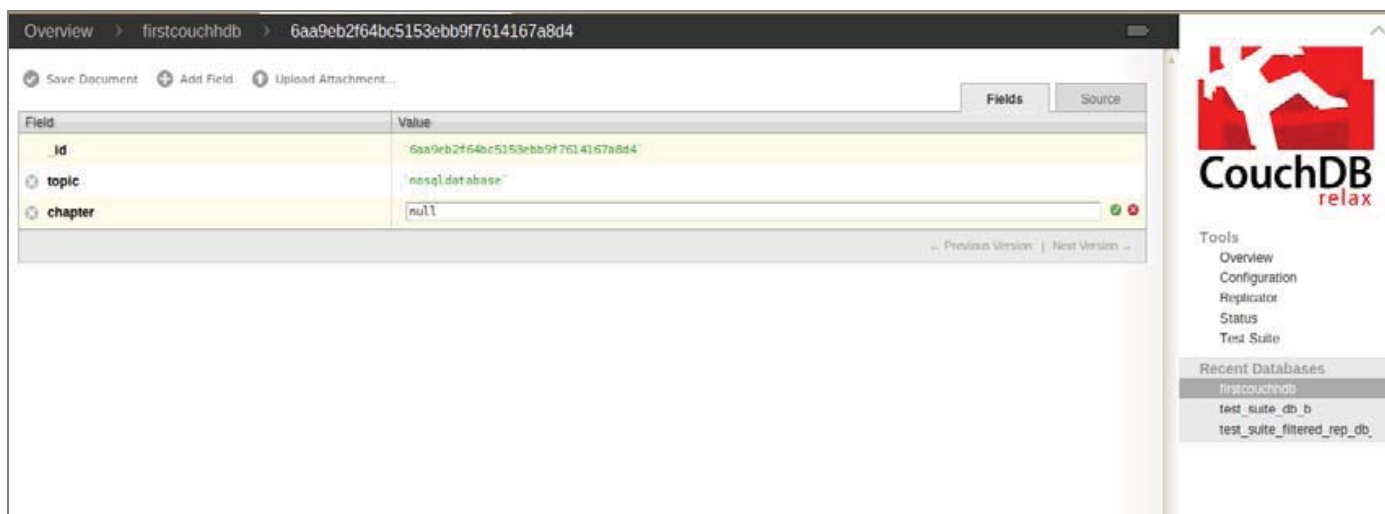 Overview > firstcouchhdb > 6aa9eb2f64bc5153ebb9f7614167a8d4
Save Document Add Field Upload Attachment...
Fields Source
Field Value
_id "6aa9eb2f64bc5153ebb9f7614167a8d4"
topic "nosqldatabase"
chapter null
← Previous Version | Next Version →
CouchDB
relax
Tools
Overview
Configuration
Replicator
Status
Test Suite
Recent Databases
firstcouchhdb
test_suite_db_b
test_suite_filtered_rep_db_